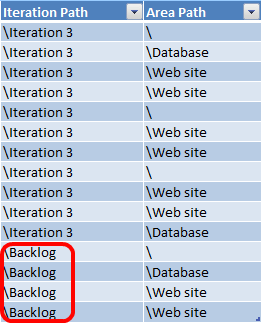 Iteration Path Area Path
\Iteration 3 \
\Iteration 3 \Database
\Iteration 3 \Web site
\Iteration 3 \Web site
\Iteration 3 \
\Iteration 3 \Web site
\Iteration 3 \Web site
\Iteration 3 \
\Iteration 3 \Web site
\Iteration 3 \Web site
\Iteration 3 \Database
\Backlog \
\Backlog \Database
\Backlog \Web site
\Backlog \Web site